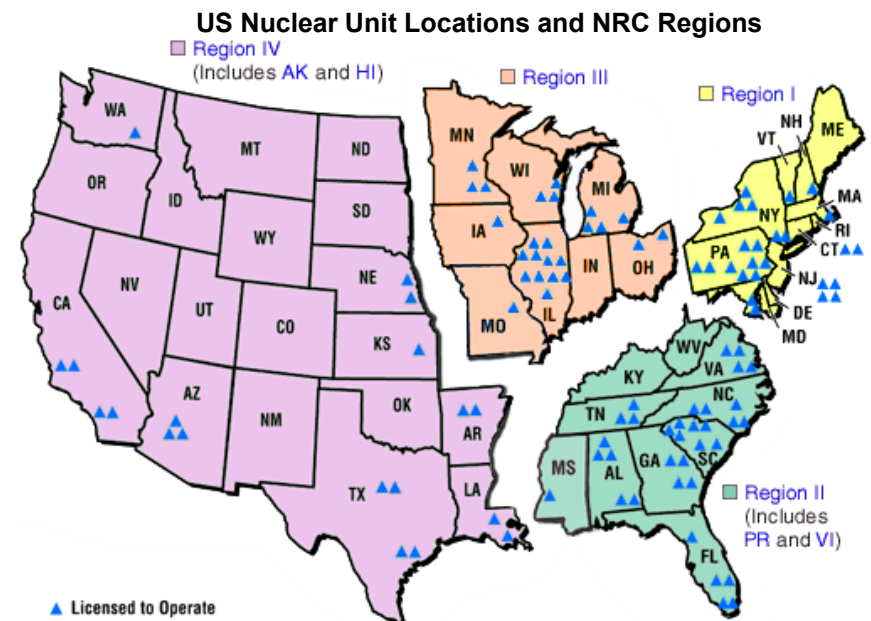 US Nuclear Unit Locations and NRC Regions
Region IV
(Includes AK and HI)
Region III
Region I
WA
MT
ND
OR
ID
SD
WY
NE
NV
UT
CO
CA
KS
AZ
NM
OK
AR
TX
LA
MN
WI
MI
IA
IN
OH
MO
IL
NH
VT
ME
MA
NY
RI
CT
PA
NJ
DE
MD
WV
VA
KY
NC
TN
MS
AL
GA
SC
FL
Region II
(Includes
PR and VI)
Licensed to Operate